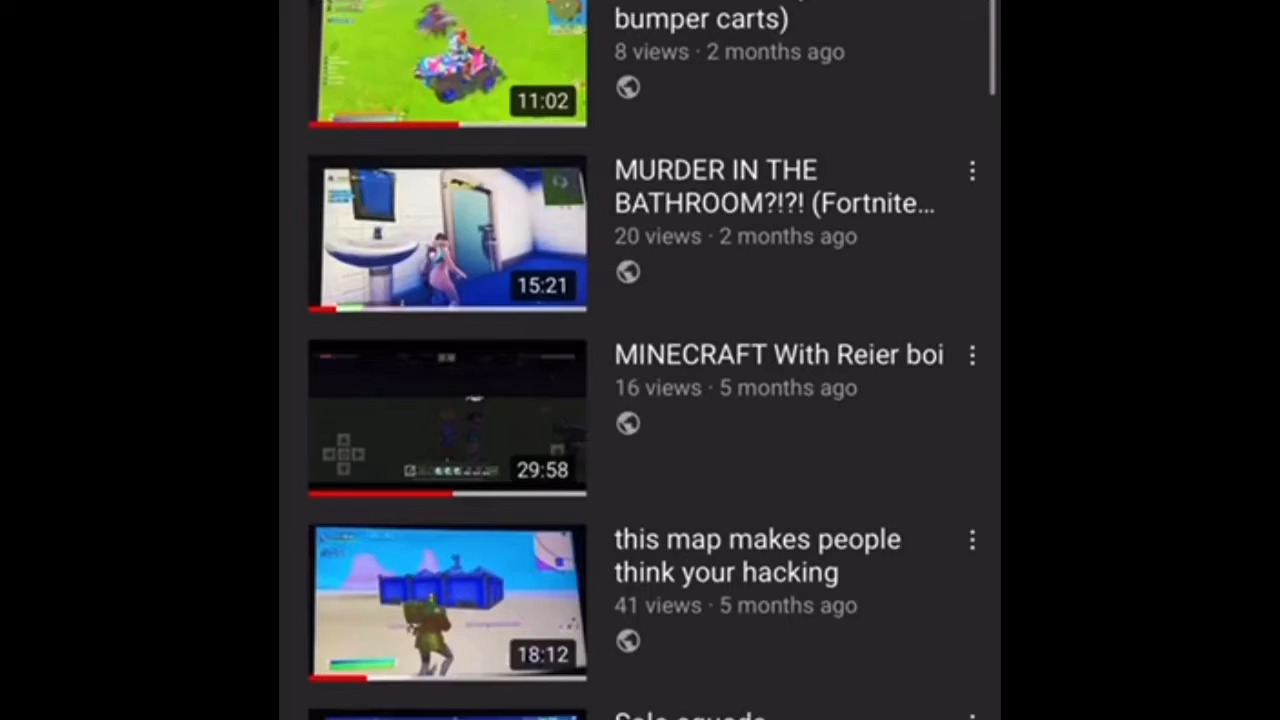 bumper carts)
8 views · 2 months ago
11:02
MURDER IN THE
BATHROOM?!?! (Fortnite…
20 views · 2 months ago
15:21
MINECRAFT With Reier boi
16 views · 5 months ago
29:58
this map makes people
think your hacking
41 views · 5 months ago
18:12